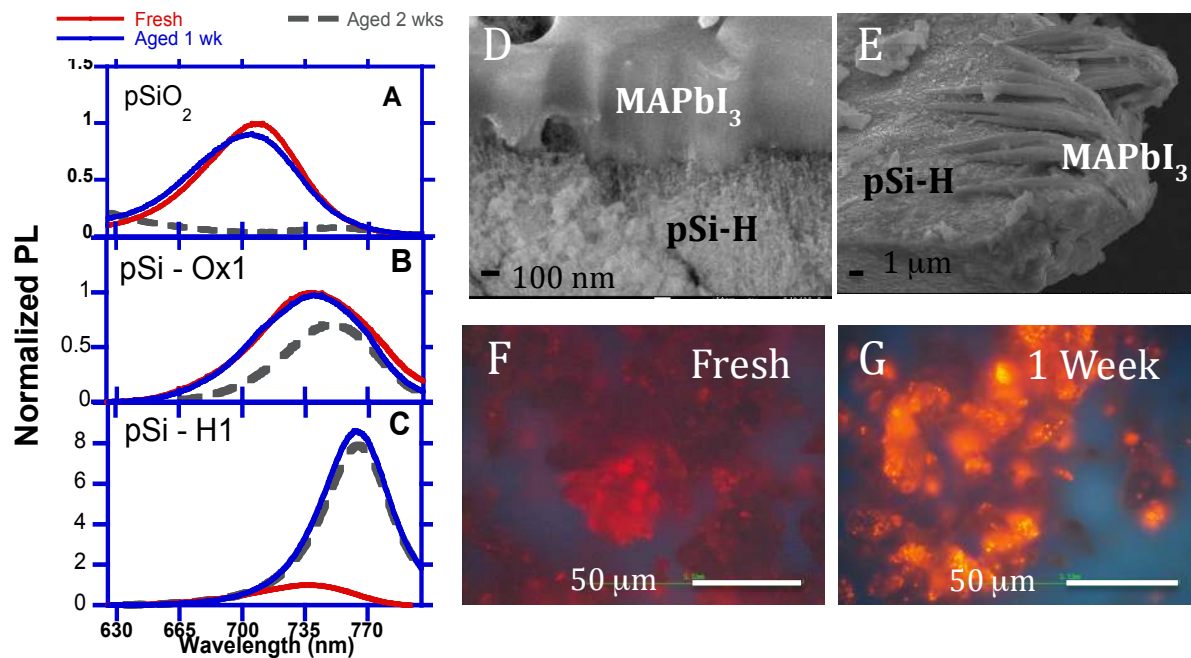 Fresh
Aged 1 wk
Aged 2 wks
Normalized PL
1.5
1
0.5
0
pSiO2
A
1
0.5
0
pSi - Ox1
B
8
6
4
2
0
pSi - H1
C
630 665 700 735 770
Wavelength (nm)
D
MAPbI3
pSi-H
100 nm
E
MAPbI3
pSi-H
1 μm
F
Fresh
50 μm
G
1 Week
50 μm